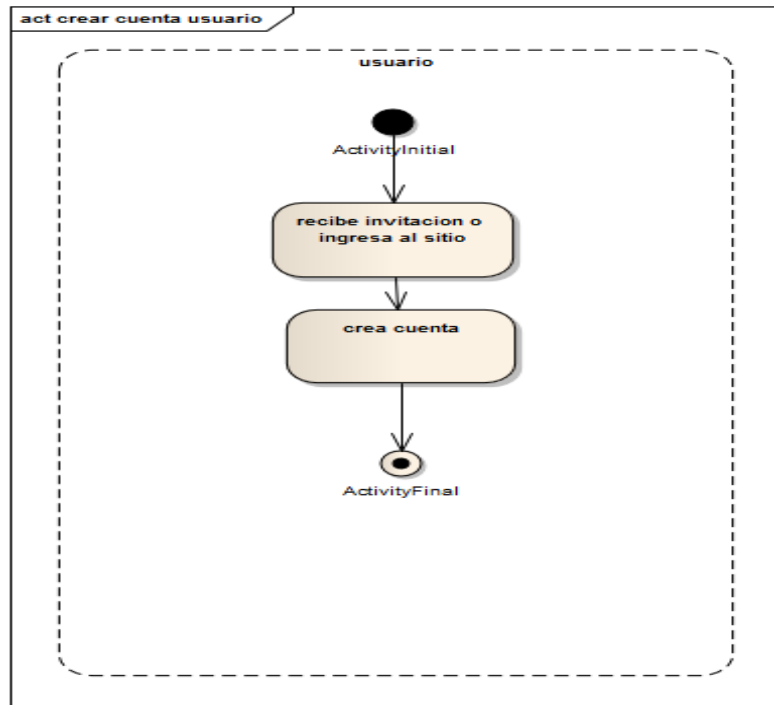 act crear cuenta usuario
usuario
ActivityInitial
recibe invitacion o
ingresa al sitio
crea cuenta
ActivityFinal